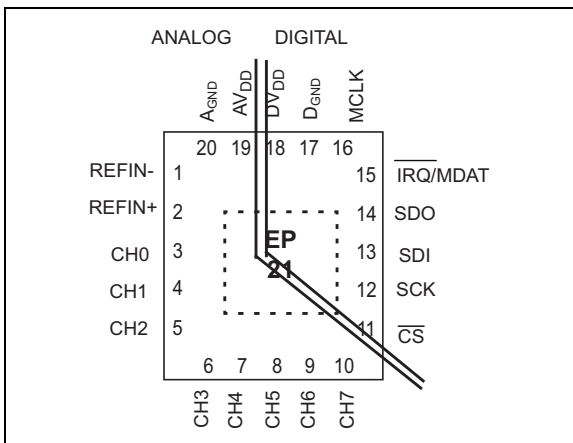 ANALOG DIGITAL
AGND AVDD DVDD DGND MCLK
20 19 18 17 16
REFIN- 1 15 IRQ/MDAT
REFIN+ 2 14 SDO
EP
CH0 3 13 SDI
21
CH1 4 12 SCK
CH2 5 11 CS
6 7 8 9 10
CH3 CH4 CH5 CH6 CH7